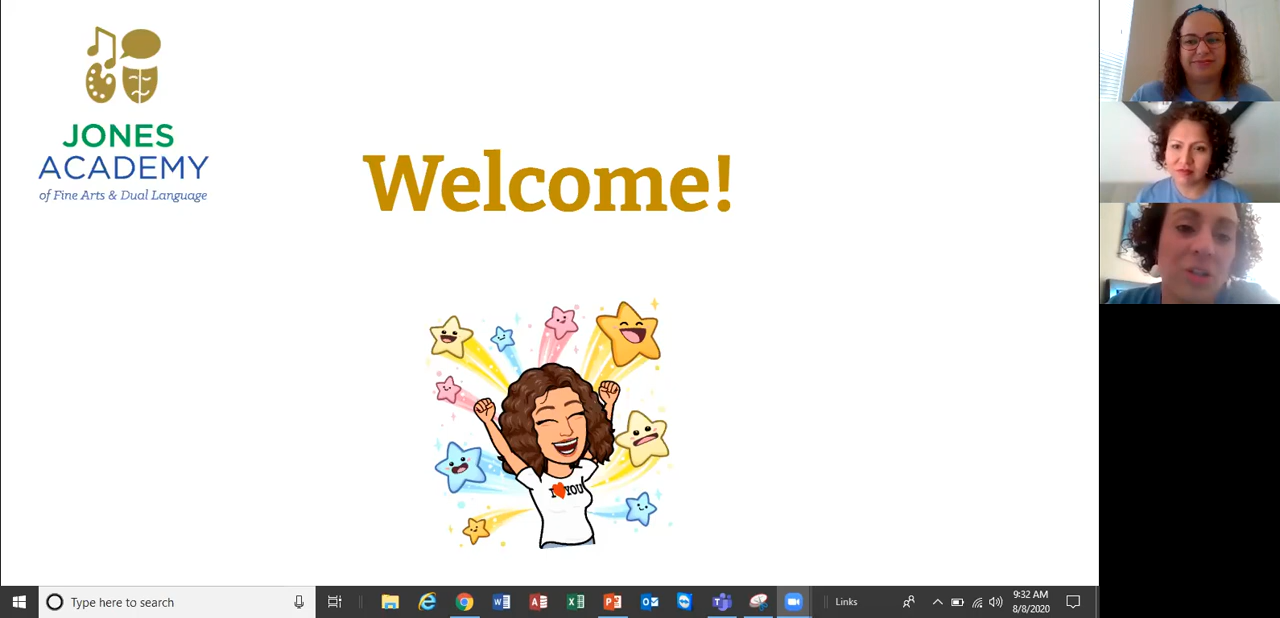 JONES
ACADEMY
of Fine Arts & Dual Language
Welcome!
I ❤ YOU
Type here to search
Links
9:32 AM
8/8/2020